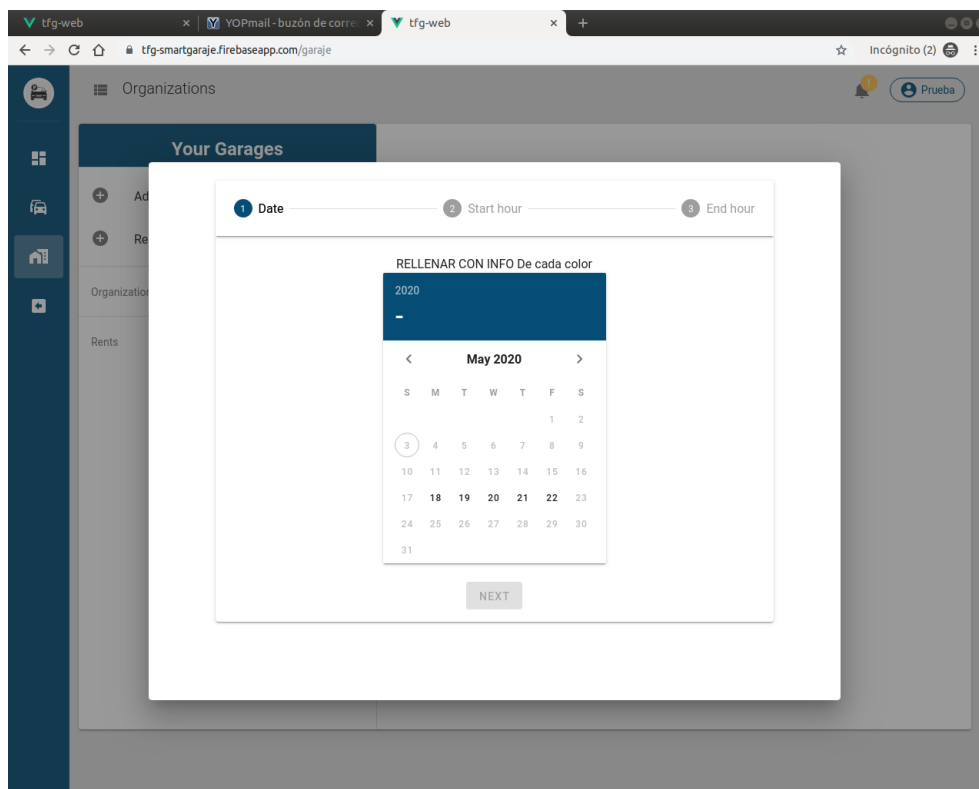 tfg-web
YOPmail - buzón de corre
tfg-web
tfg-smartgaraje.firebaseapp.com/garaje
Incógnito (2)
Organizations
1
Prueba
Your Garages
Ad
Re
Organization
Rents
1 Date
2 Start hour
3 End hour
RELLENAR CON INFO De cada color
2020
-
May 2020
S M T W T F S
1 2
3 4 5 6 7 8 9
10 11 12 13 14 15 16
17 18 19 20 21 22 23
24 25 26 27 28 29 30
31
NEXT